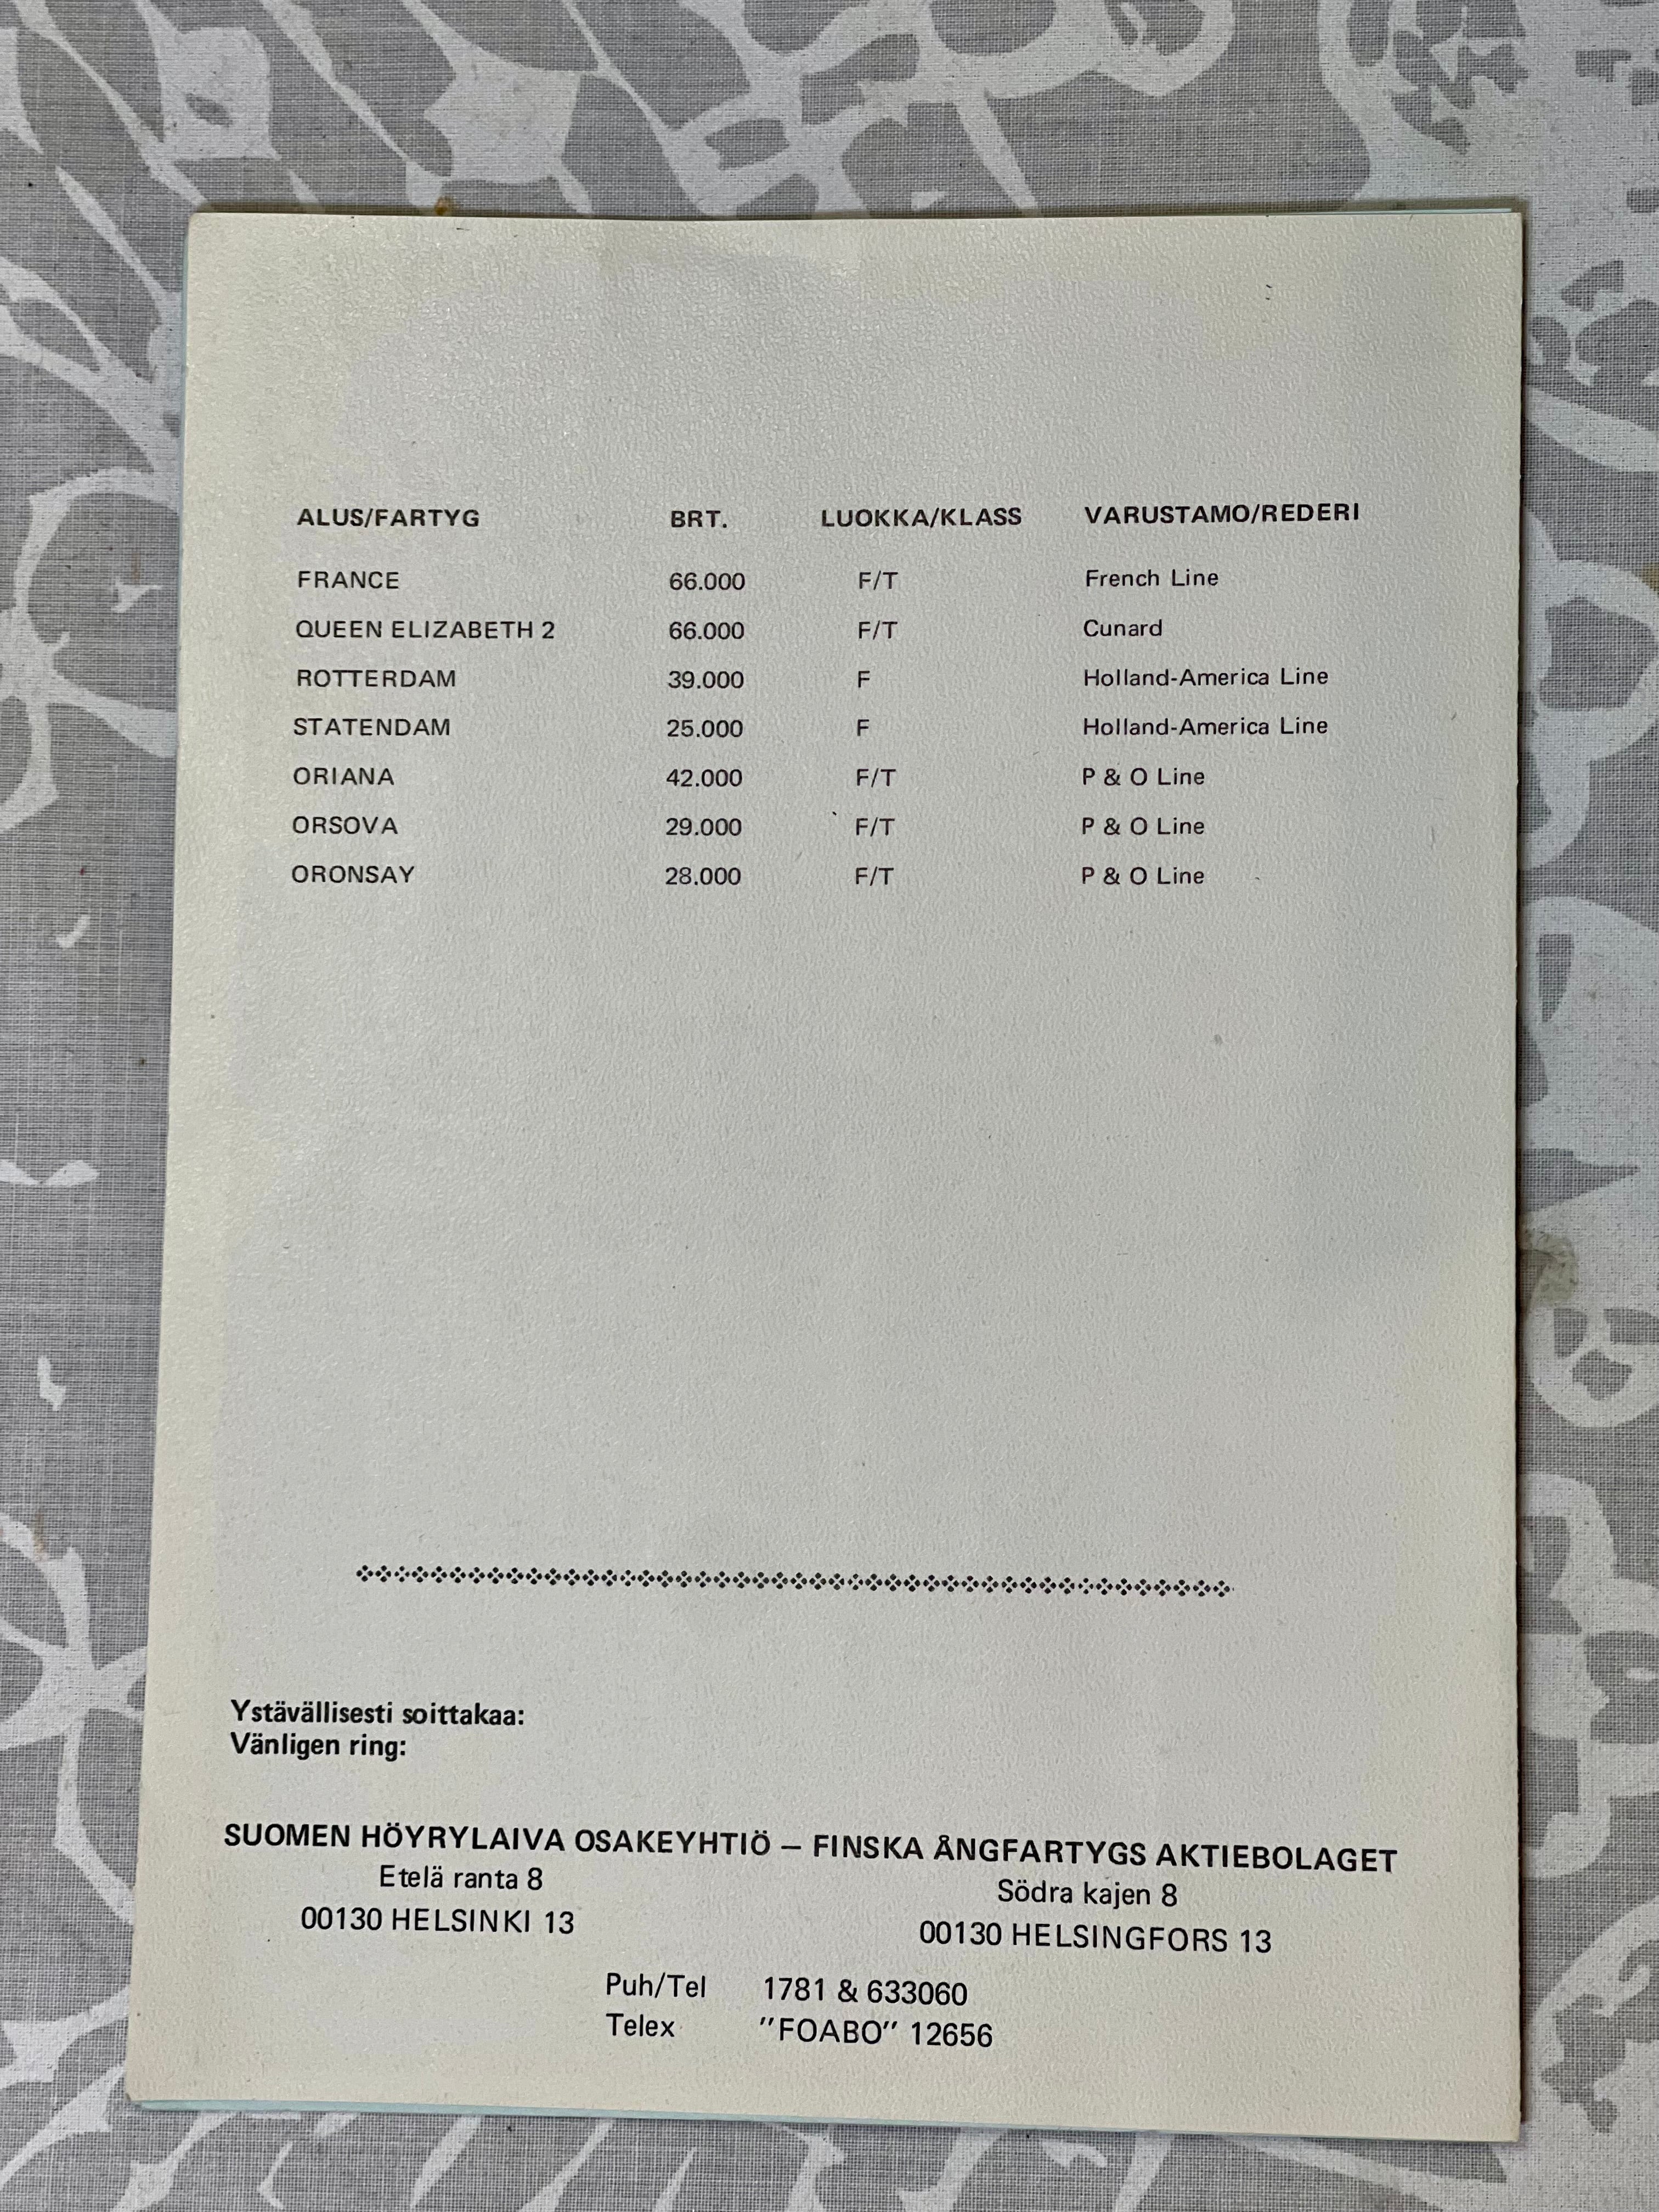 ALUS/FARTYG BRT. LUOKKA/KLASS VARUSTAMO/REDERI
FRANCE 66.000 F/T French Line
QUEEN ELIZABETH 2 66.000 F/T Cunard
ROTTERDAM 39.000 F Holland-America Line
STATENDAM 25.000 F Holland-America Line
ORIANA 42.000 F/T P & O Line
ORSOVA 29.000 F/T P & O Line
ORONSAY 28.000 F/T P & O Line
Ystävällisesti soittakaa:
Vänligen ring:
SUOMEN HÖYRYLAIVA OSAKEYHTIÖ – FINSKA ÅNGFARTYGS AKTIEBOLAGET
Etelä ranta 8 Södra kajen 8
00130 HELSINKI 13 00130 HELSINGFORS 13
Puh/Tel 1781 & 633060
Telex "FOABO" 12656